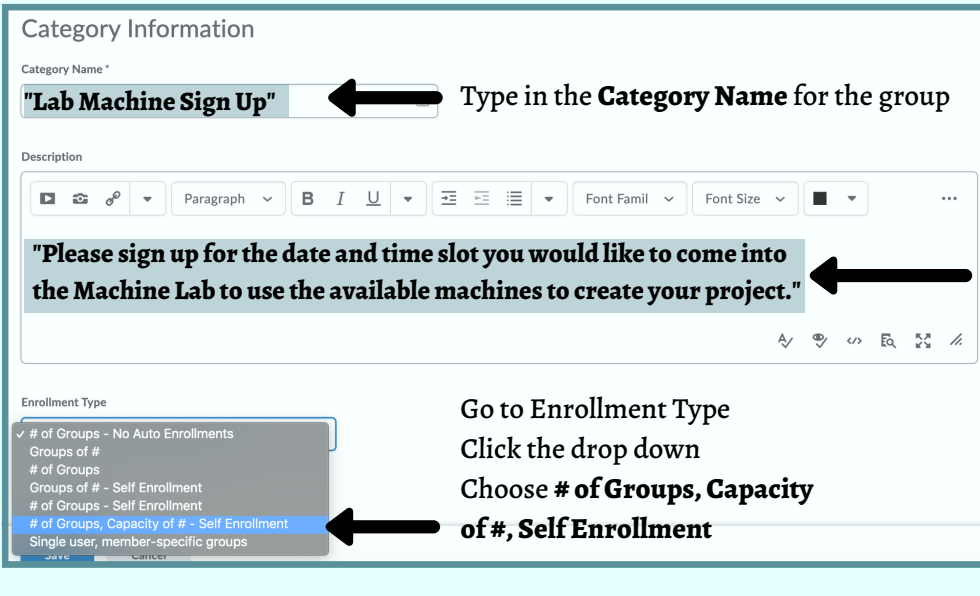 Category Information
Category Name *
"Lab Machine Sign Up"
Type in the Category Name for the group
Description
Paragraph B I U Font Famil Font Size
"Please sign up for the date and time slot you would like to come into
the Machine Lab to use the available machines to create your project."
Enrollment Type
# of Groups - No Auto Enrollments
Groups of #
# of Groups
Groups of # - Self Enrollment
# of Groups - Self Enrollment
# of Groups, Capacity of # - Self Enrollment
Single user, member-specific groups
Save Cancel
Go to Enrollment Type
Click the drop down
Choose # of Groups, Capacity
of #, Self Enrollment